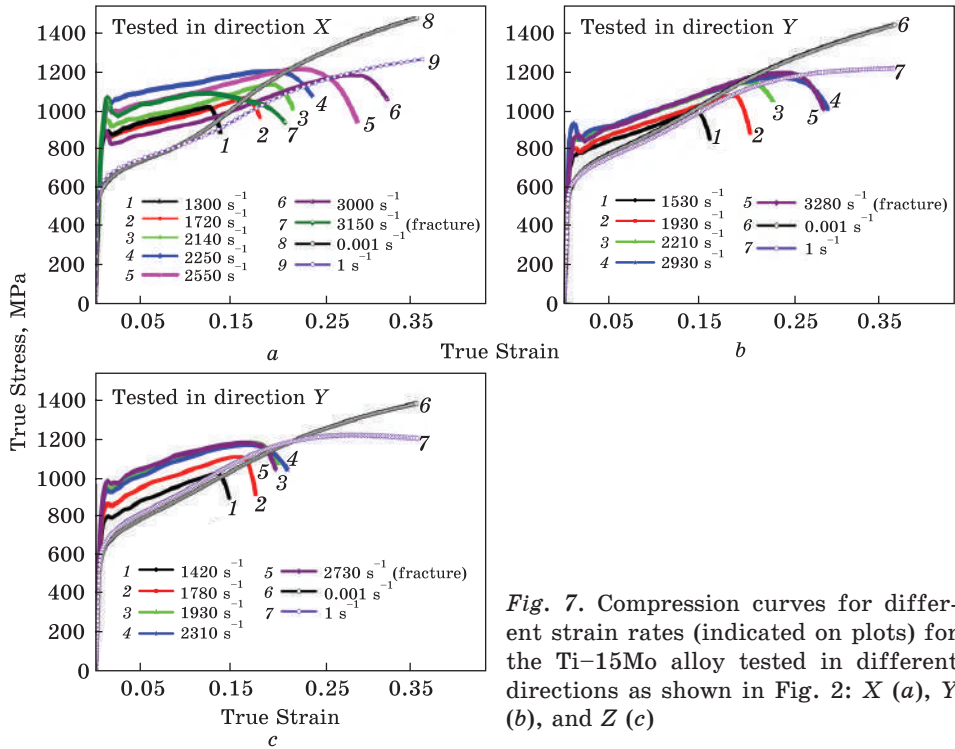 True Stress, MPa
Tested in direction X
1400
1200
1000
800
600
400
200
0
0.05 0.15 0.25 0.35
1 2 3 4 5 6 7 8 9
1 1300 s⁻¹
2 1720 s⁻¹
3 2140 s⁻¹
4 2250 s⁻¹
5 2550 s⁻¹
6 3000 s⁻¹
7 3150 s⁻¹ (fracture)
8 0.001 s⁻¹
9 1 s⁻¹
True Strain
a
Tested in direction Y
1400
1200
1000
800
600
400
200
0
0.05 0.15 0.25 0.35
1 2 3 4 5 6 7
1 1530 s⁻¹
2 1930 s⁻¹
3 2210 s⁻¹
4 2930 s⁻¹
5 3280 s⁻¹ (fracture)
6 0.001 s⁻¹
7 1 s⁻¹
True Strain
b
Tested in direction Y
1400
1200
1000
800
600
400
200
0
0.05 0.15 0.25 0.35
1 2 3 4 5 6 7
1 1420 s⁻¹
2 1780 s⁻¹
3 1930 s⁻¹
4 2310 s⁻¹
5 2730 s⁻¹ (fracture)
6 0.001 s⁻¹
7 1 s⁻¹
True Strain
c
Fig. 7. Compression curves for differ-
ent strain rates (indicated on plots) for
the Ti–15Mo alloy tested in different
directions as shown in Fig. 2: X (a), Y
(b), and Z (c)